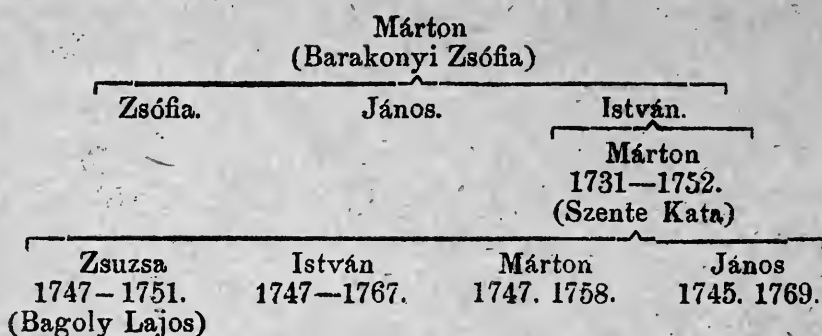 Márton
(Barakonyi Zsófia)
Zsófia. János. István.
Márton
1731—1752.
(Szente Kata)
Zsuzsa István Márton János
1747–1751. 1747—1767. 1747. 1758. 1745. 1769.
(Bagoly Lajos)